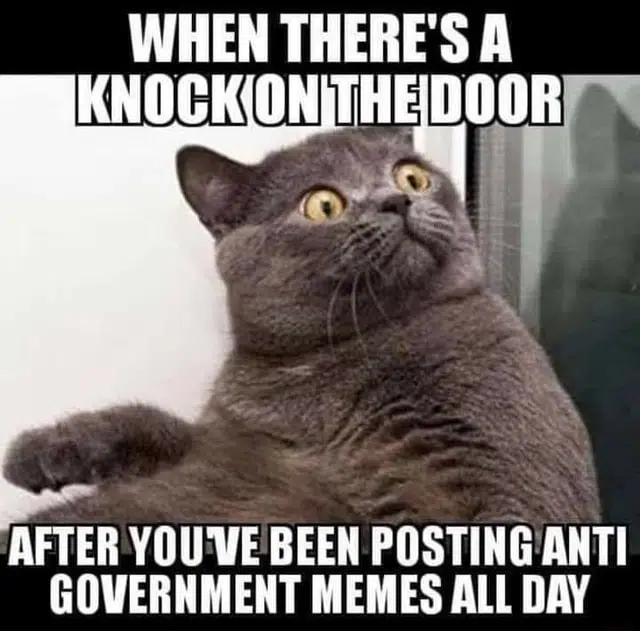 WHEN THERE'S A
KNOCK ON THE DOOR
AFTER YOU'VE BEEN POSTING ANTI
GOVERNMENT MEMES ALL DAY